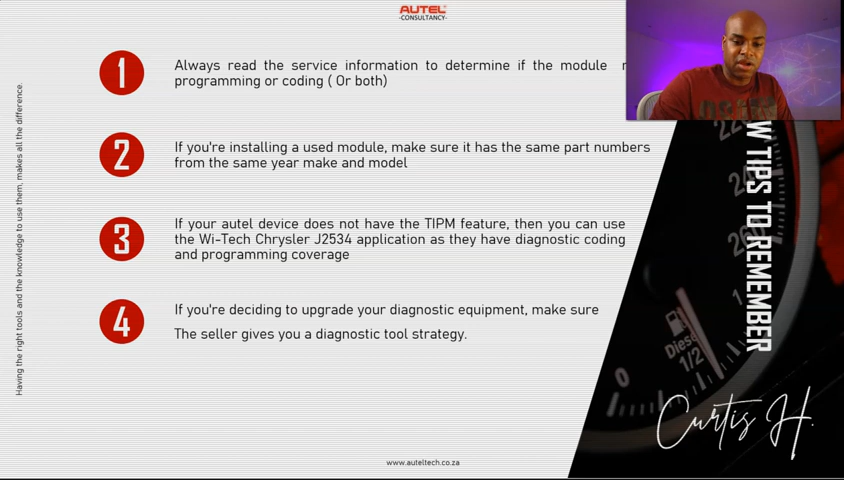 AUTEL
-CONSULTANCY-
1
Always read the service information to determine if the module
programming or coding ( Or both)
2
If you're installing a used module, make sure it has the same part numbers
from the same year make and model
3
If your autel device does not have the TIPM feature, then you can use
the Wi-Tech Chrysler J2534 application as they have diagnostic coding
and programming coverage
4
If you're deciding to upgrade your diagnostic equipment, make sure
The seller gives you a diagnostic tool strategy.
Having the right tools and the knowledge to use them, makes all the difference.
TIPS TO REMEMBER
260
0
Diesel
1/2
Curtis H.
www.auteltech.co.za